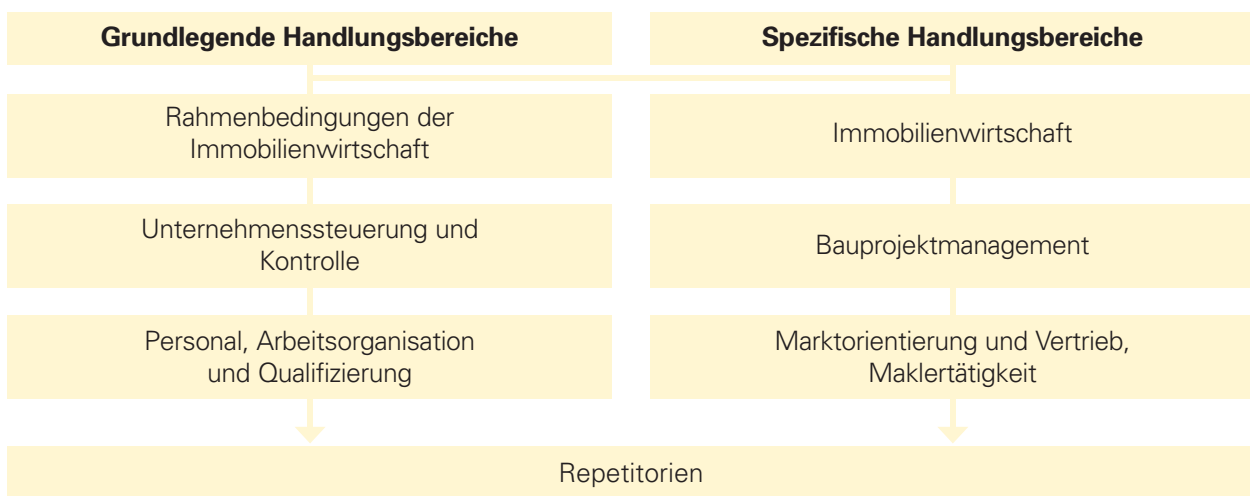 Grundlegende Handlungsbereiche
Spezifische Handlungsbereiche
Rahmenbedingungen der
Immobilienwirtschaft
Immobilienwirtschaft
Unternehmenssteuerung und
Kontrolle
Bauprojektmanagement
Personal, Arbeitsorganisation
und Qualifizierung
Marktorientierung und Vertrieb,
Maklertätigkeit
Repetitorien